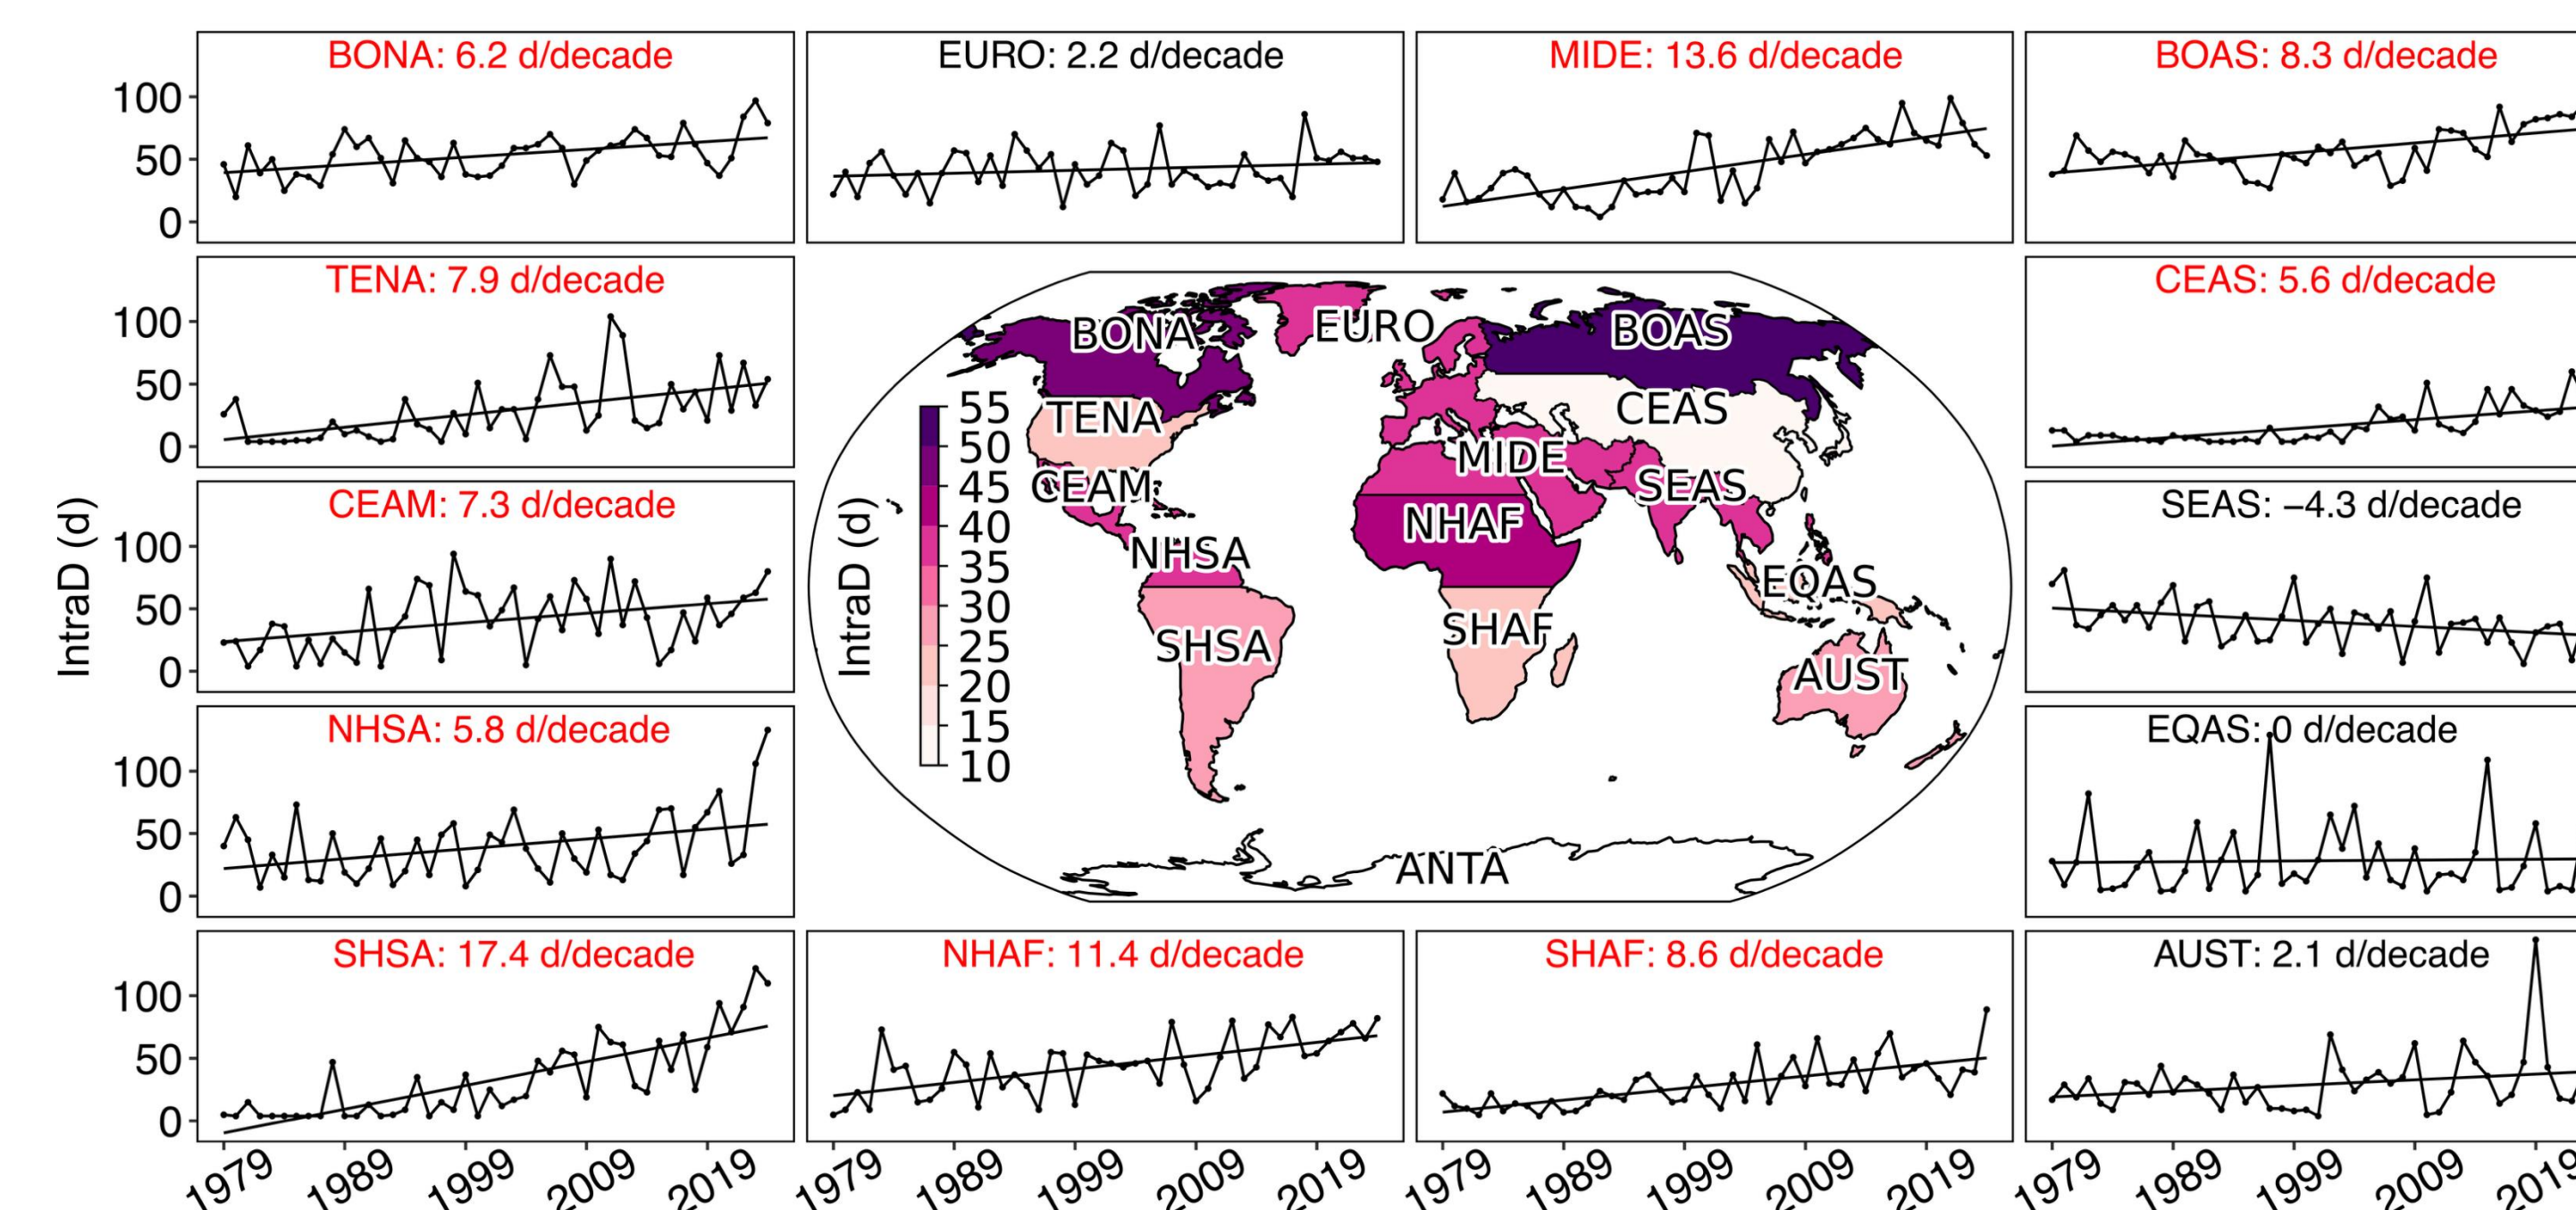 BONA: 6.2 d/decade
EURO: 2.2 d/decade
MIDE: 13.6 d/decade
BOAS: 8.3 d/decade
100
50
0
TENA: 7.9 d/decade
CEAS: 5.6 d/decade
100
50
0
CEAM: 7.3 d/decade
SEAS: −4.3 d/decade
100
50
0
NHSA: 5.8 d/decade
EQAS: 0 d/decade
100
50
0
SHSA: 17.4 d/decade
NHAF: 11.4 d/decade
SHAF: 8.6 d/decade
AUST: 2.1 d/decade
100
50
0
IntraD (d)
IntraD (d)
55
50
45
40
35
30
25
20
15
10
BONA
EURO
BOAS
TENA
CEAS
MIDE
CEAM
SEAS
NHAF
NHSA
EQAS
SHAF
SHSA
AUST
ANTA
1979 1989 1999 2009 2019
1979 1989 1999 2009 2019
1979 1989 1999 2009 2019
1979 1989 1999 2009 2019